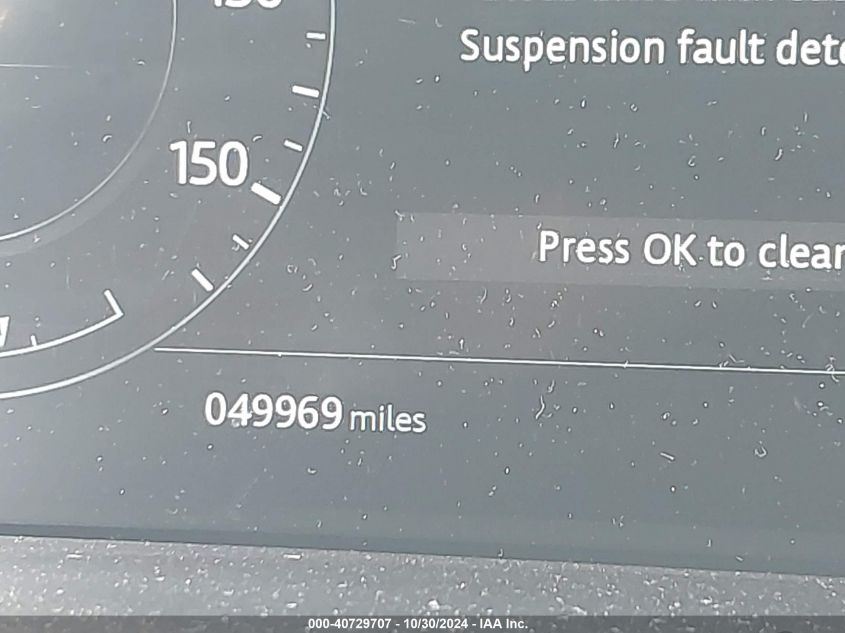 Suspension fault dete
150
Press OK to clear
049969 miles
000-40729707 - 10/30/2024 - IAA Inc.